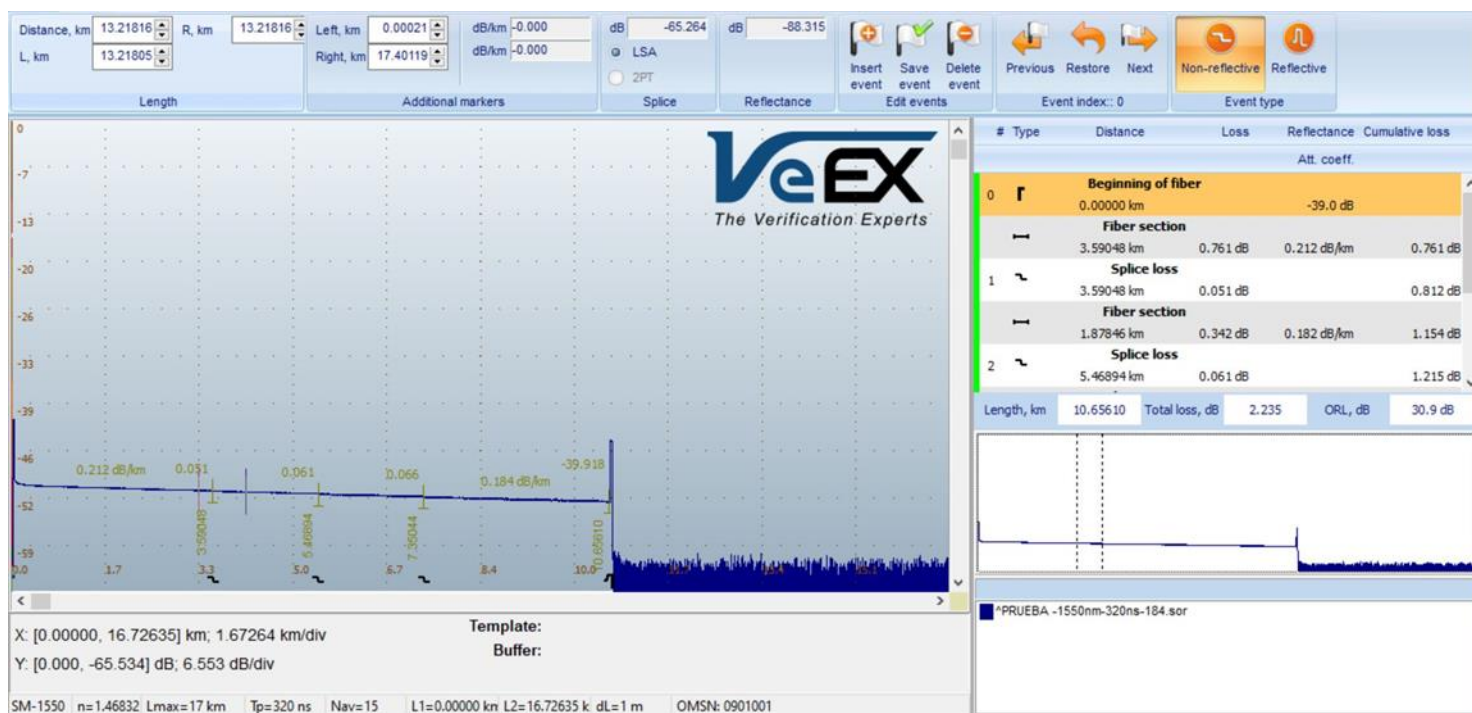 Distance, km 13.21816 R, km 13.21816 Left, km 0.00021 dB/km -0.000 dB -65.264 dB -88.315
L, km 13.21805 Right, km 17.40119 dB/km -0.000 LSA
2PT
Insert event Save event Delete event Previous Restore Next Non-reflective Reflective
Length Additional markers Splice Reflectance Edit events Event index:: 0 Event type
VeEX
The Verification Experts
0
-7
-13
-20
-26
-33
-39
-46
-52
-59
0.212 dB/km 0.051 0.061 0.066 0.184 dB/km -39.918
3.59048 5.46894 7.35044 10.65610
0.0 1.7 3.3 5.0 6.7 8.4 10.0
# Type Distance Loss Reflectance Cumulative loss
Att. coeff.
Beginning of fiber
0 0.00000 km -39.0 dB
Fiber section
3.59048 km 0.761 dB 0.212 dB/km 0.761 dB
Splice loss
1 3.59048 km 0.051 dB 0.812 dB
Fiber section
1.87846 km 0.342 dB 0.182 dB/km 1.154 dB
Splice loss
2 5.46894 km 0.061 dB 1.215 dB
Length, km 10.65610 Total loss, dB 2.235 ORL, dB 30.9 dB
^PRUEBA -1550nm-320ns-184.sor
X: [0.00000, 16.72635] km; 1.67264 km/div
Y: [0.000, -65.534] dB; 6.553 dB/div
Template:
Buffer:
SM-1550 n=1.46832 Lmax=17 km Tp=320 ns Nav=15 L1=0.00000 km L2=16.72635 k dL=1 m OMSN: 0901001